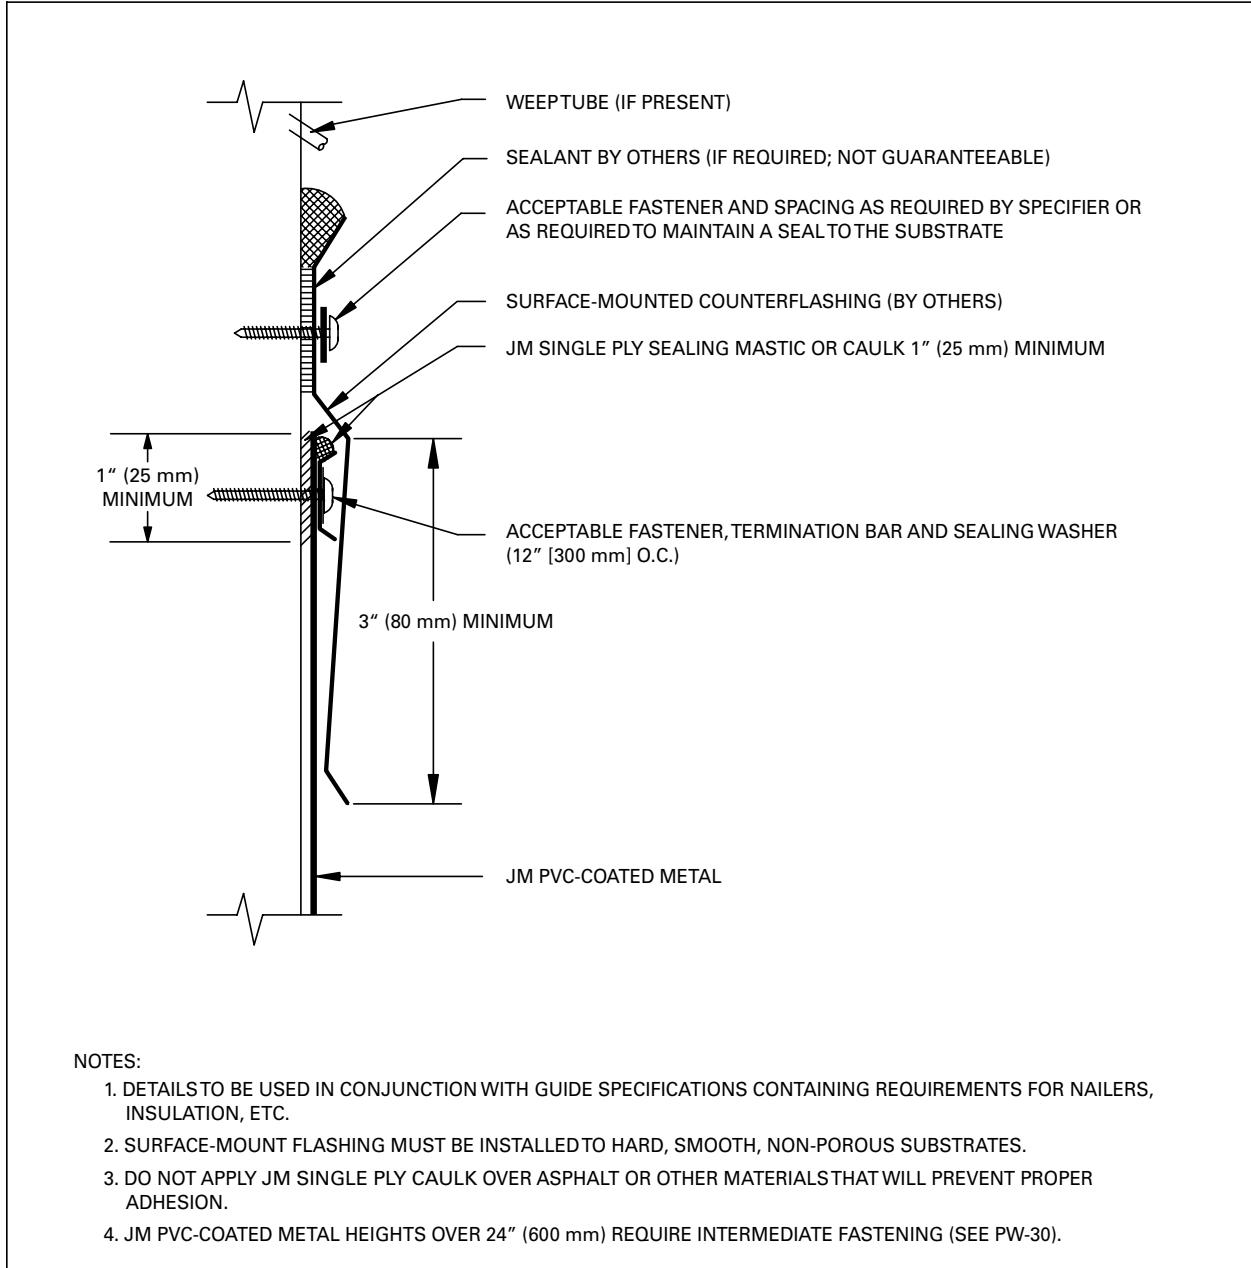 WEEP TUBE (IF PRESENT)
SEALANT BY OTHERS (IF REQUIRED; NOT GUARANTEEABLE)
ACCEPTABLE FASTENER AND SPACING AS REQUIRED BY SPECIFIER OR
AS REQUIRED TO MAINTAIN A SEAL TO THE SUBSTRATE
SURFACE-MOUNTED COUNTERFLASHING (BY OTHERS)
JM SINGLE PLY SEALING MASTIC OR CAULK 1″ (25 mm) MINIMUM
1″ (25 mm)
MINIMUM
ACCEPTABLE FASTENER, TERMINATION BAR AND SEALING WASHER
(12″ [300 mm] O.C.)
3″ (80 mm) MINIMUM
JM PVC-COATED METAL
NOTES:
1. DETAILS TO BE USED IN CONJUNCTION WITH GUIDE SPECIFICATIONS CONTAINING REQUIREMENTS FOR NAILERS,
INSULATION, ETC.
2. SURFACE-MOUNT FLASHING MUST BE INSTALLED TO HARD, SMOOTH, NON-POROUS SUBSTRATES.
3. DO NOT APPLY JM SINGLE PLY CAULK OVER ASPHALT OR OTHER MATERIALS THAT WILL PREVENT PROPER
ADHESION.
4. JM PVC-COATED METAL HEIGHTS OVER 24″ (600 mm) REQUIRE INTERMEDIATE FASTENING (SEE PW-30).